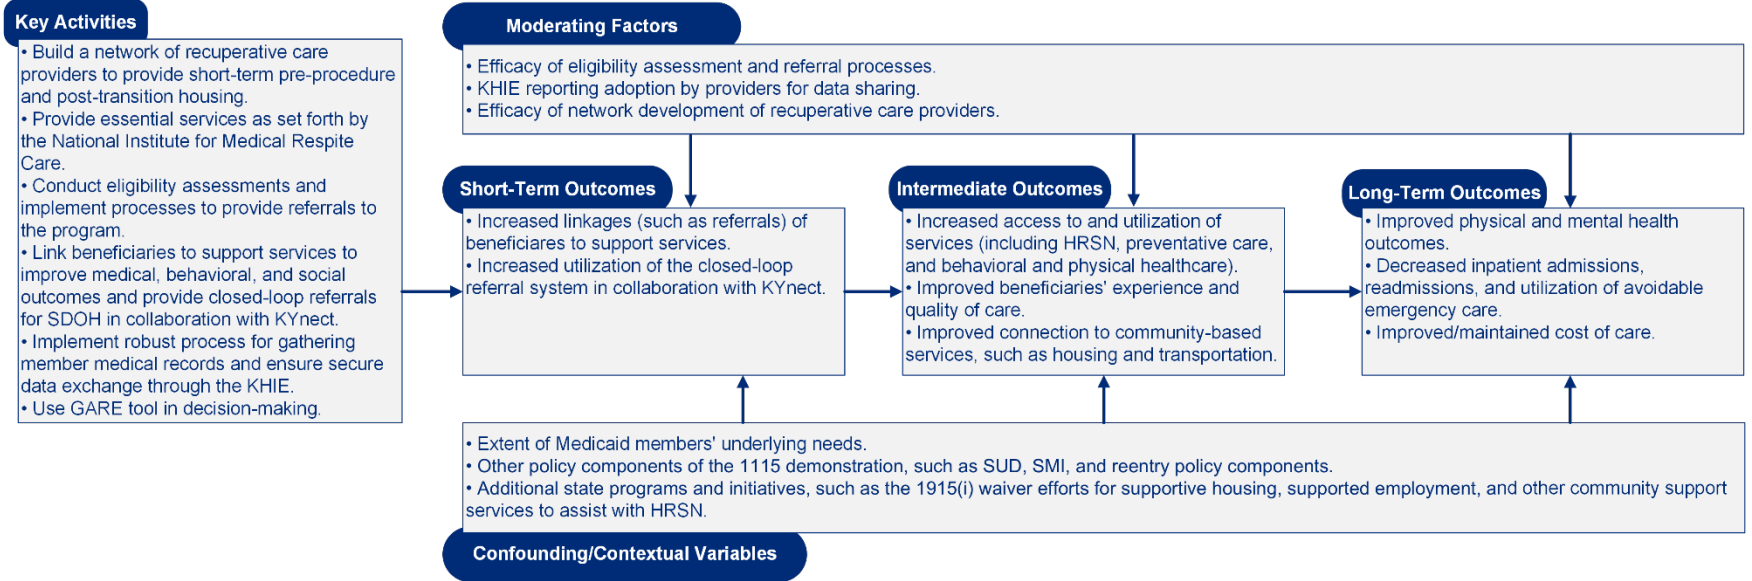 Key Activities
• Build a network of recuperative care
providers to provide short-term pre-procedure
and post-transition housing.
• Provide essential services as set forth by
the National Institute for Medical Respite
Care.
• Conduct eligibility assessments and
implement processes to provide referrals to
the program.
• Link beneficiaries to support services to
improve medical, behavioral, and social
outcomes and provide closed-loop referrals
for SDOH in collaboration with KYnect.
• Implement robust process for gathering
member medical records and ensure secure
data exchange through the KHIE.
• Use GARE tool in decision-making.
Moderating Factors
• Efficacy of eligibility assessment and referral processes.
• KHIE reporting adoption by providers for data sharing.
• Efficacy of network development of recuperative care providers.
Short-Term Outcomes
• Increased linkages (such as referrals) of
beneficiares to support services.
• Increased utilization of the closed-loop
referral system in collaboration with KYnect.
Intermediate Outcomes
• Increased access to and utilization of
services (including HRSN, preventative care,
and behavioral and physical healthcare).
• Improved beneficiaries' experience and
quality of care.
• Improved connection to community-based
services, such as housing and transportation.
Long-Term Outcomes
• Improved physical and mental health
outcomes.
• Decreased inpatient admissions,
readmissions, and utilization of avoidable
emergency care.
• Improved/maintained cost of care.
• Extent of Medicaid members' underlying needs.
• Other policy components of the 1115 demonstration, such as SUD, SMI, and reentry policy components.
• Additional state programs and initiatives, such as the 1915(i) waiver efforts for supportive housing, supported employment, and other community support
services to assist with HRSN.
Confounding/Contextual Variables